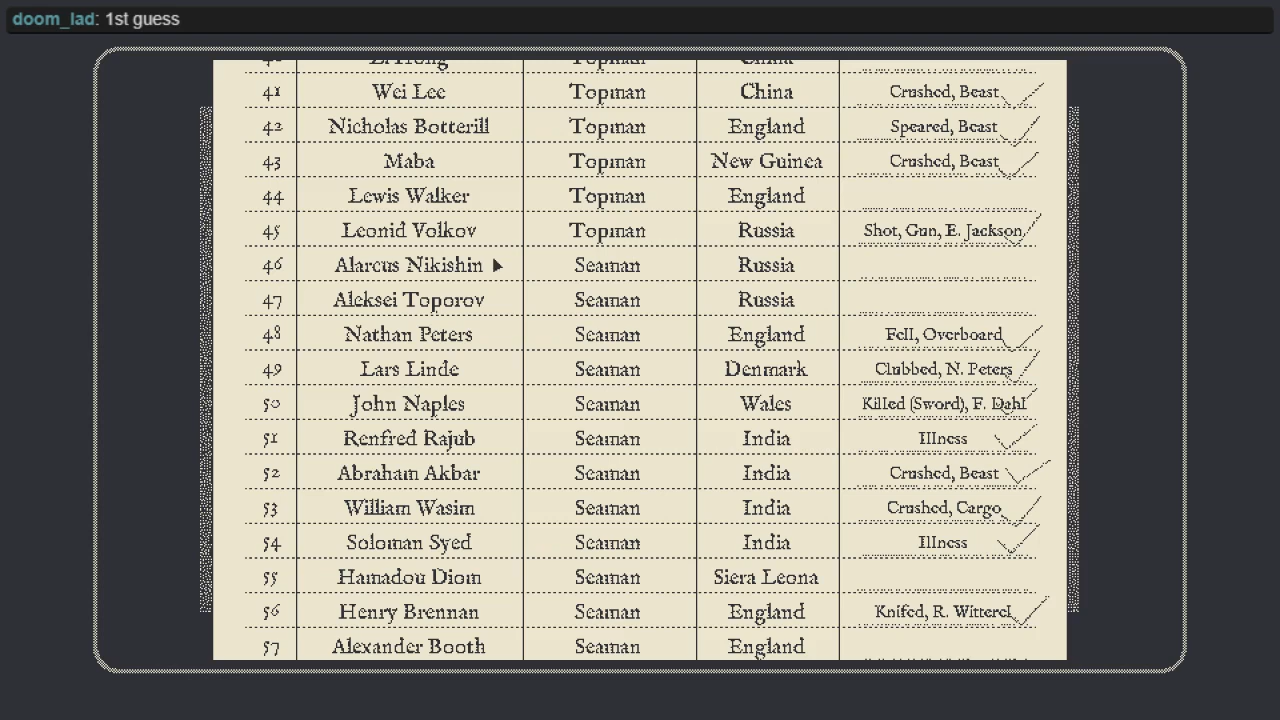 doom_lad: 1st guess
41 Wei Lee Topman China Crushed, Beast
42 Nicholas Botterill Topman England Speared, Beast
43 Maba Topman New Guinea Crushed, Beast
44 Lewis Walker Topman England
45 Leonid Volkov Topman Russia Shot, Gun, E. Jackson
46 Alarcus Nikishin Seaman Russia
47 Aleksei Toporov Seaman Russia
48 Nathan Peters Seaman England Fell, Overboard
49 Lars Linde Seaman Denmark Clubbed, N. Peters
50 John Naples Seaman Wales Killed (Sword), F. Dahl
51 Renfred Rajub Seaman India Illness
52 Abraham Akbar Seaman India Crushed, Beast
53 William Wasim Seaman India Crushed, Cargo
54 Soloman Syed Seaman India Illness
55 Hamadou Diom Seaman Siera Leona
56 Henry Brennan Seaman England Knifed, R. Witterel
57 Alexander Booth Seaman England